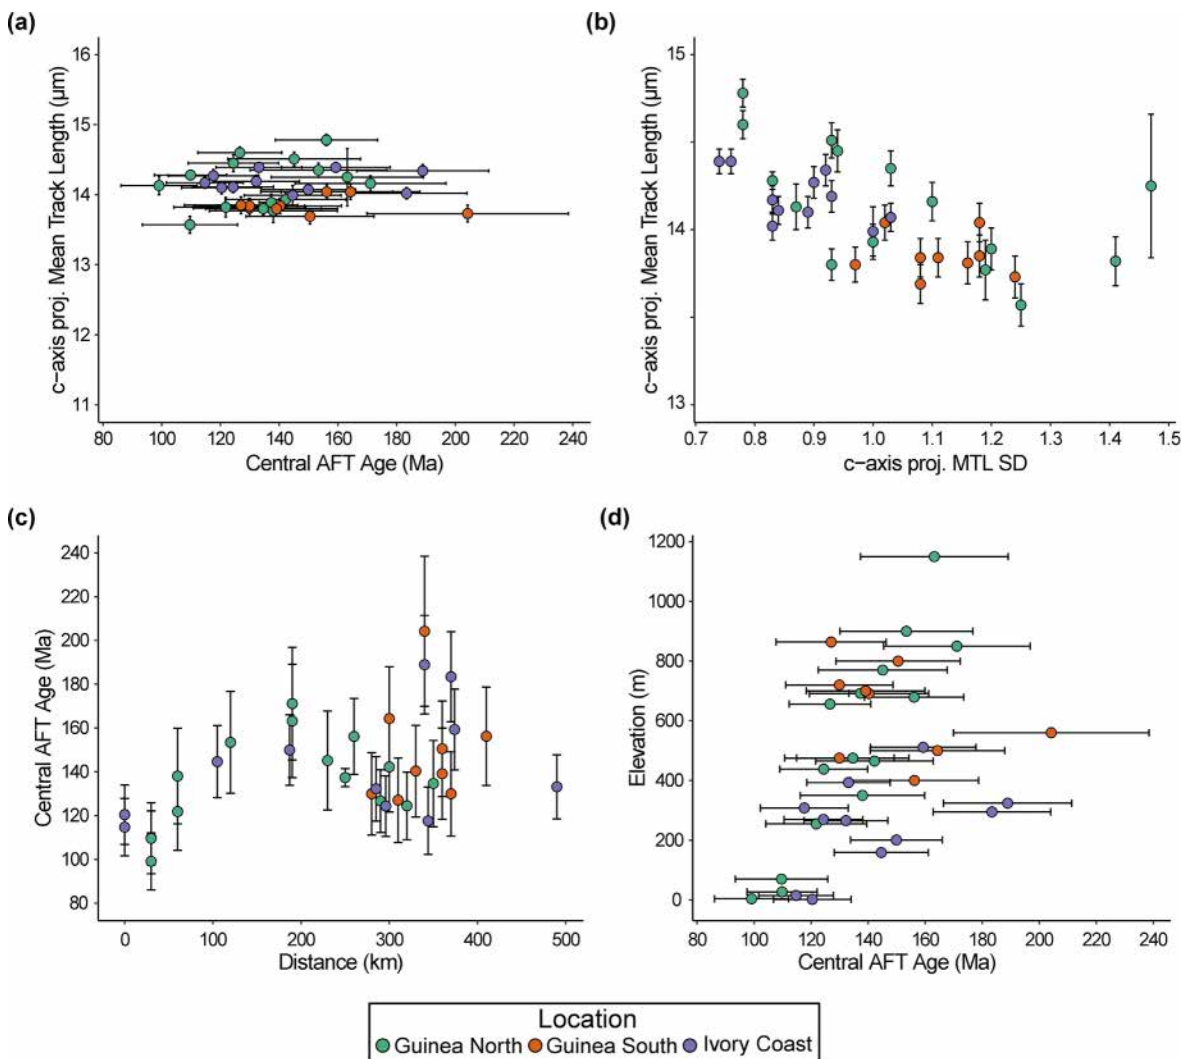 (a)
16
15
14
13
12
11
c-axis proj. Mean Track Length (μm)
80 100 120 140 160 180 200 220 240
Central AFT Age (Ma)
(b)
15
14
13
c-axis proj. Mean Track Length (μm)
0.7 0.8 0.9 1.0 1.1 1.2 1.3 1.4 1.5
c-axis proj. MTL SD
(c)
240
220
200
180
160
140
120
100
80
Central AFT Age (Ma)
0 100 200 300 400 500
Distance (km)
(d)
1200
1000
800
600
400
200
0
Elevation (m)
80 100 120 140 160 180 200 220 240
Central AFT Age (Ma)
Location
Guinea North Guinea South Ivory Coast